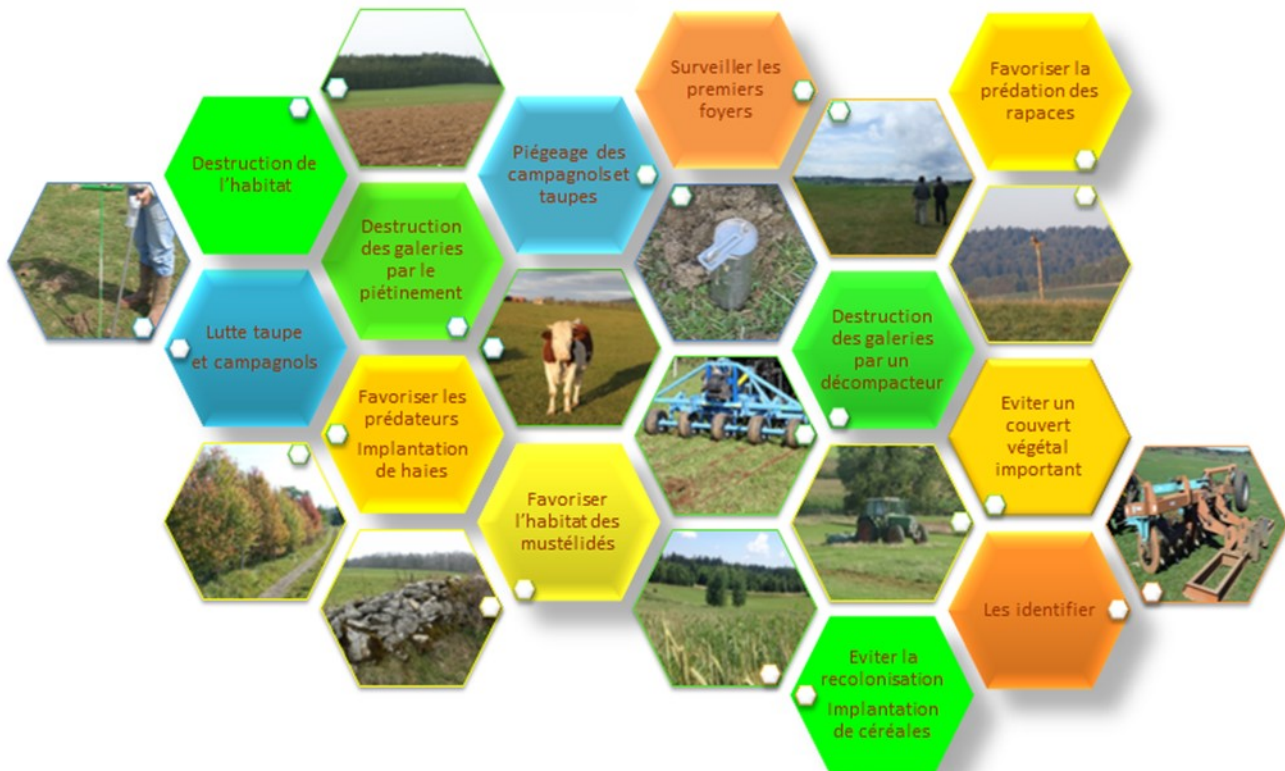 Surveiller les
premiers
foyers
Favoriser la
prédation des
rapaces
Destruction de
l'habitat
Piégeage des
campagnols et
taupes
Destruction
des galeries
par le
piétinement
Lutte taupe
et campagnols
Destruction
des galeries
par un
décompacteur
Favoriser les
prédateurs
Implantation
de haies
Eviter un
couvert
végétal
important
Favoriser
l'habitat des
mustélidés
Les identifier
Eviter la
recolonisation
Implantation
de céréales